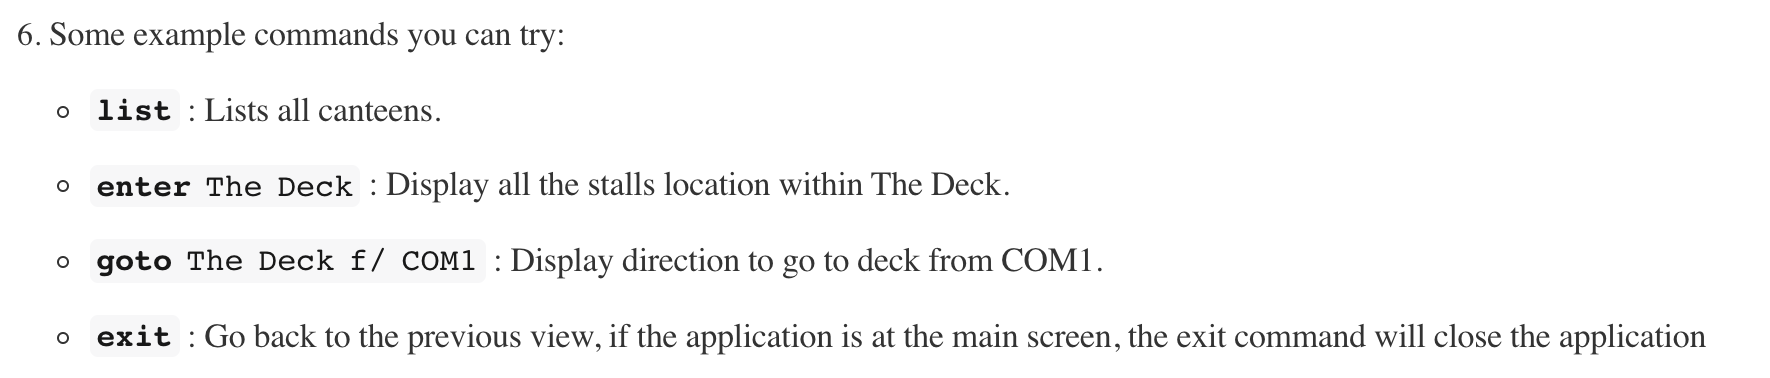 6. Some example commands you can try:
list : Lists all canteens.
enter The Deck : Display all the stalls location within The Deck.
goto The Deck f/ COM1 : Display direction to go to deck from COM1.
exit : Go back to the previous view, if the application is at the main screen, the exit command will close the application